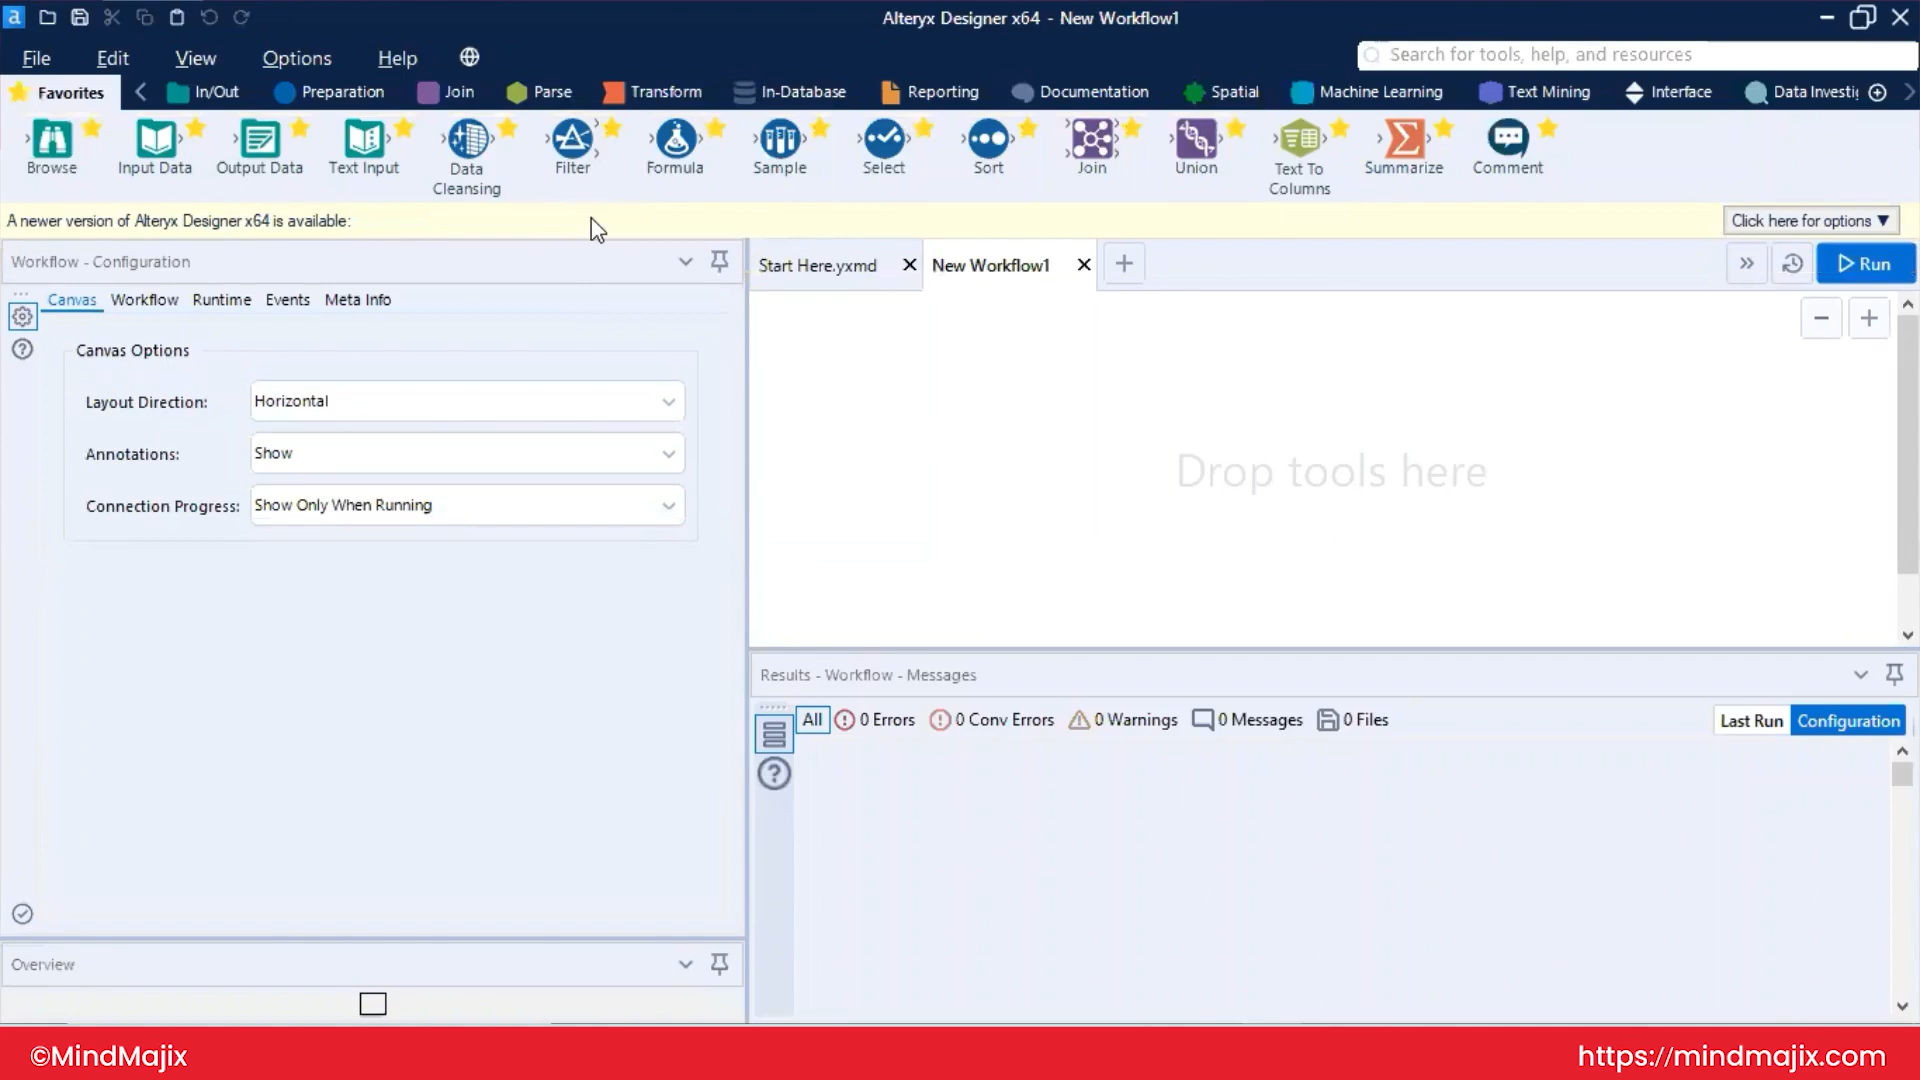 a
Alteryx Designer x64 - New Workflow1
File Edit View Options Help
Search for tools, help, and resources
Favorites In/Out Preparation Join Parse Transform In-Database Reporting Documentation Spatial Machine Learning Text Mining Interface Data Investi
Browse Input Data Output Data Text Input Data Cleansing Filter Formula Sample Select Sort Join Union Text To Columns Summarize Comment
A newer version of Alteryx Designer x64 is available:
Click here for options ▼
Workflow - Configuration
Start Here.yxmd
New Workflow1
Run
Canvas Workflow Runtime Events Meta Info
Canvas Options
Layout Direction: Horizontal
Annotations: Show
Connection Progress: Show Only When Running
Drop tools here
Results - Workflow - Messages
All 0 Errors 0 Conv Errors 0 Warnings 0 Messages 0 Files
Last Run Configuration
Overview
©MindMajix
https://mindmajix.com